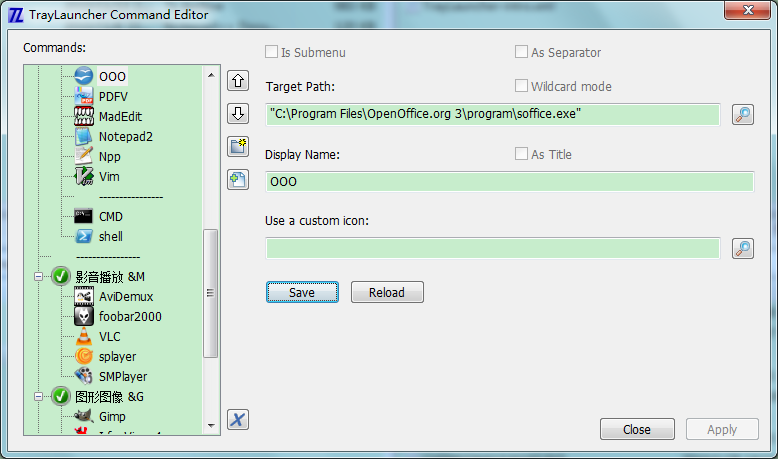 TrayLauncher Command Editor
Commands:
OOO
PDFV
MadEdit
Notepad2
Npp
Vim
----------------
CMD
shell
----------------
影音播放 &M
AviDemux
foobar2000
VLC
splayer
SMPlayer
图形图像 &G
Gimp
Is Submenu
As Separator
Target Path:
Wildcard mode
"C:\Program Files\OpenOffice.org 3\program\soffice.exe"
Display Name:
As Title
OOO
Use a custom icon:
Save
Reload
Close
Apply